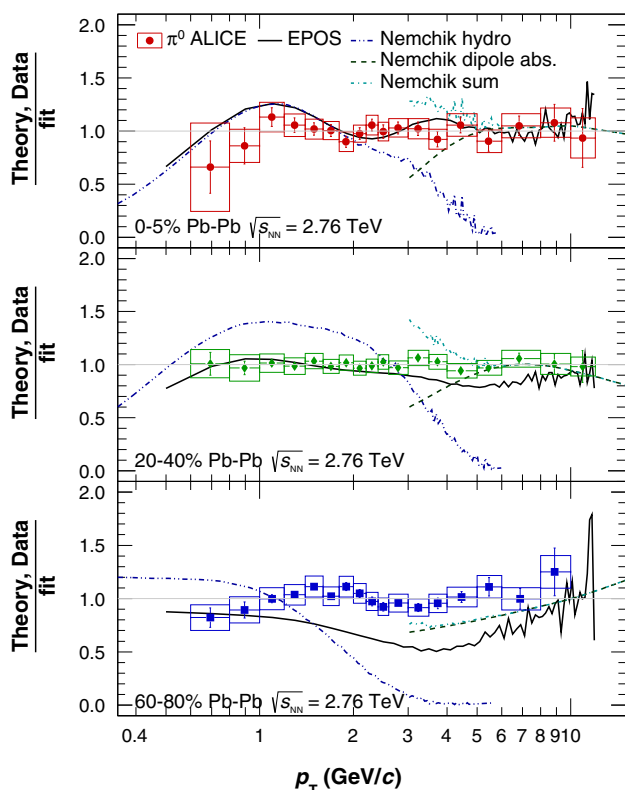 π⁰ ALICE
EPOS
Nemchik hydro
Nemchik dipole abs.
Nemchik sum
Theory, Data
fit
2.0
1.5
1.0
0.5
0.0
0-5% Pb-Pb √sNN = 2.76 TeV
Theory, Data
fit
2.0
1.5
1.0
0.5
0.0
20-40% Pb-Pb √sNN = 2.76 TeV
Theory, Data
fit
2.0
1.5
1.0
0.5
0.0
60-80% Pb-Pb √sNN = 2.76 TeV
0.4 1 2 3 4 5 6 7 8 9 10
pT (GeV/c)